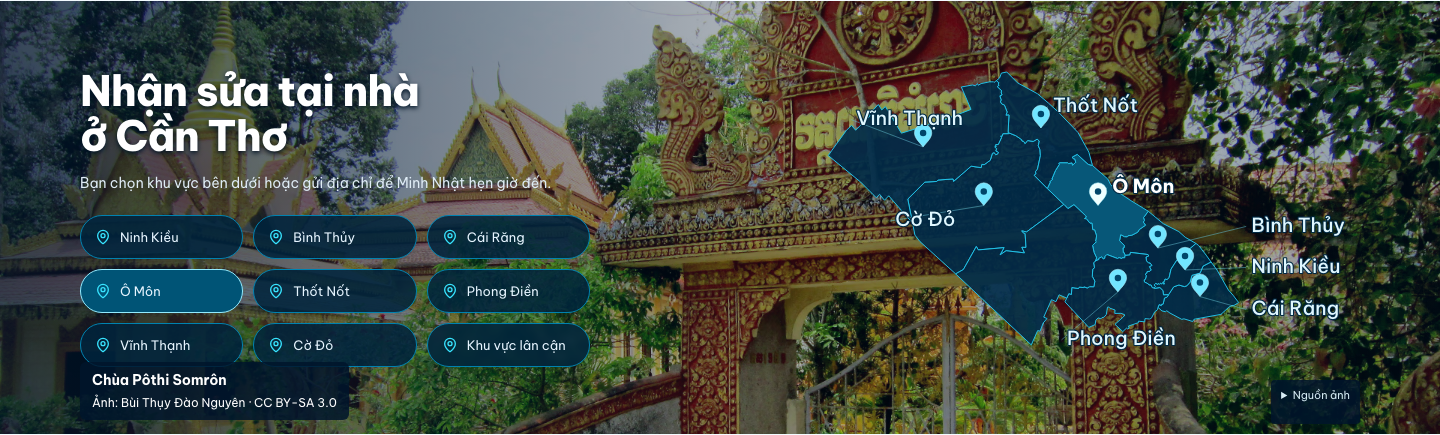 Nhận sửa tại nhà
ở Cần Thơ
Bạn chọn khu vực bên dưới hoặc gửi địa chỉ để Minh Nhật hẹn giờ đến.
Ninh Kiều
Bình Thủy
Cái Răng
Ô Môn
Thốt Nốt
Phong Điền
Vĩnh Thạnh
Cờ Đỏ
Khu vực lân cận
Chùa Pôthi Somrôn
Ảnh: Bùi Thụy Đào Nguyên · CC BY-SA 3.0
Vĩnh Thạnh
Thốt Nốt
Ô Môn
Cờ Đỏ
Bình Thủy
Ninh Kiều
Cái Răng
Phong Điền
Nguồn ảnh